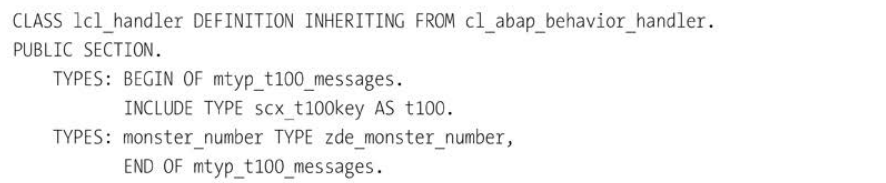 CLASS lcl_handler DEFINITION INHERITING FROM cl_abap_behavior_handler.
PUBLIC SECTION.
    TYPES: BEGIN OF mtyp_t100_messages.
           INCLUDE TYPE scx_t100key AS t100.
    TYPES: monster_number TYPE zde_monster_number,
           END OF mtyp_t100_messages.